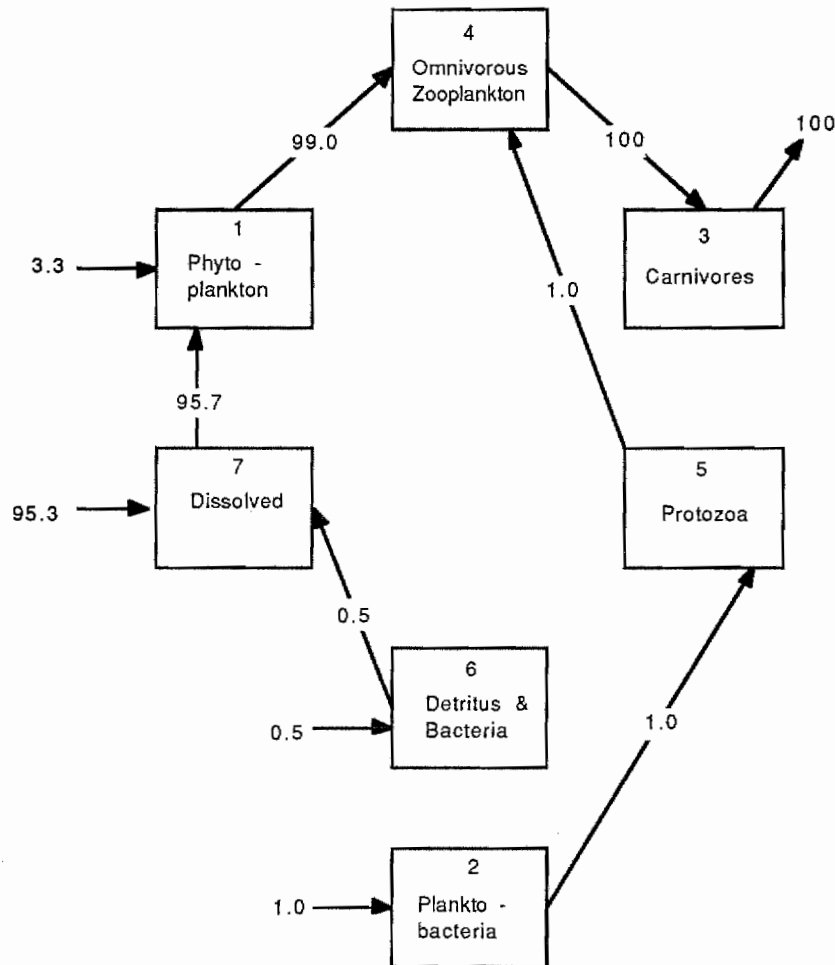 4
Omnivorous
Zooplankton
100
99.0
100
1
Phyto -
plankton
3.3
3
Carnivores
1.0
95.7
7
Dissolved
95.3
5
Protozoa
0.5
6
Detritus &
Bacteria
0.5
1.0
2
Plankto -
bacteria
1.0